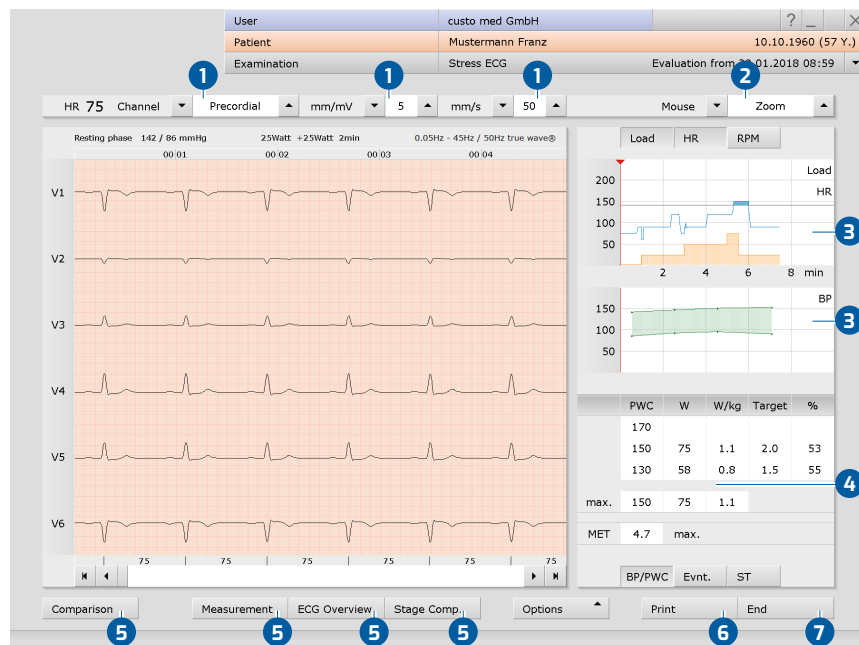 User custo med GmbH ? _ X
Patient Mustermann Franz 10.10.1960 (57 Y.)
Examination Stress ECG Evaluation from 01.2018 08:59
1 1 1 2
HR 75 Channel Precordial mm/mV 5 mm/s 50 Mouse Zoom
Resting phase 142 / 86 mmHg 25Watt +25Watt 2min 0.05Hz - 45Hz / 50Hz true wave®
00:01 00:02 00:03 00:04
V1
V2
V3
V4
V5
V6
75 75 75 75 75 75
Load HR RPM
Load
HR
200
150
100
50
3
2 4 6 8 min
BP
150
100
50
3
PWC W W/kg Target %
170
150 75 1.1 2.0 53
130 58 0.8 1.5 55
4
max. 150 75 1.1
MET 4.7 max.
BP/PWC Evnt. ST
Comparison Measurement ECG Overview Stage Comp. Options Print End
5 5 5 5 6 7